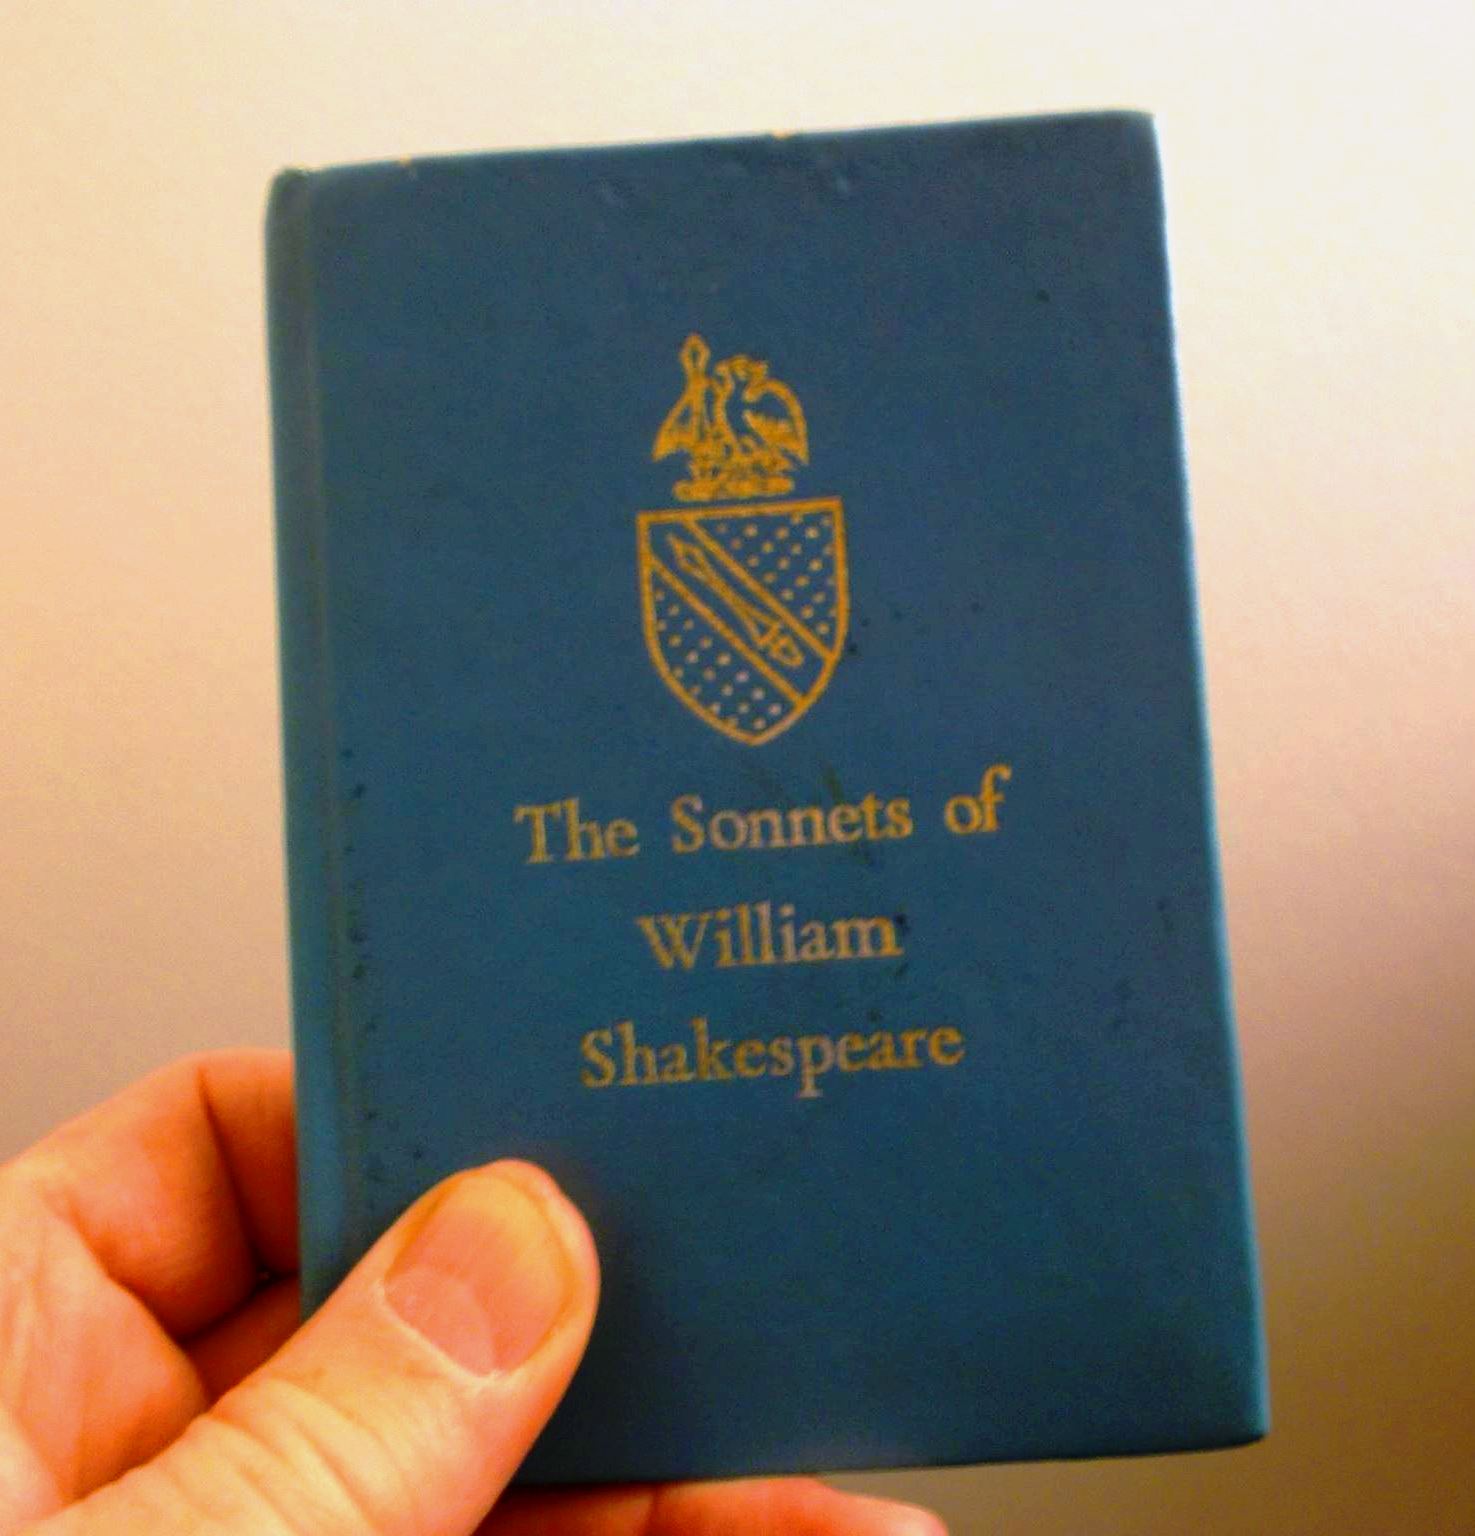 The Sonnets of
William
Shakespeare